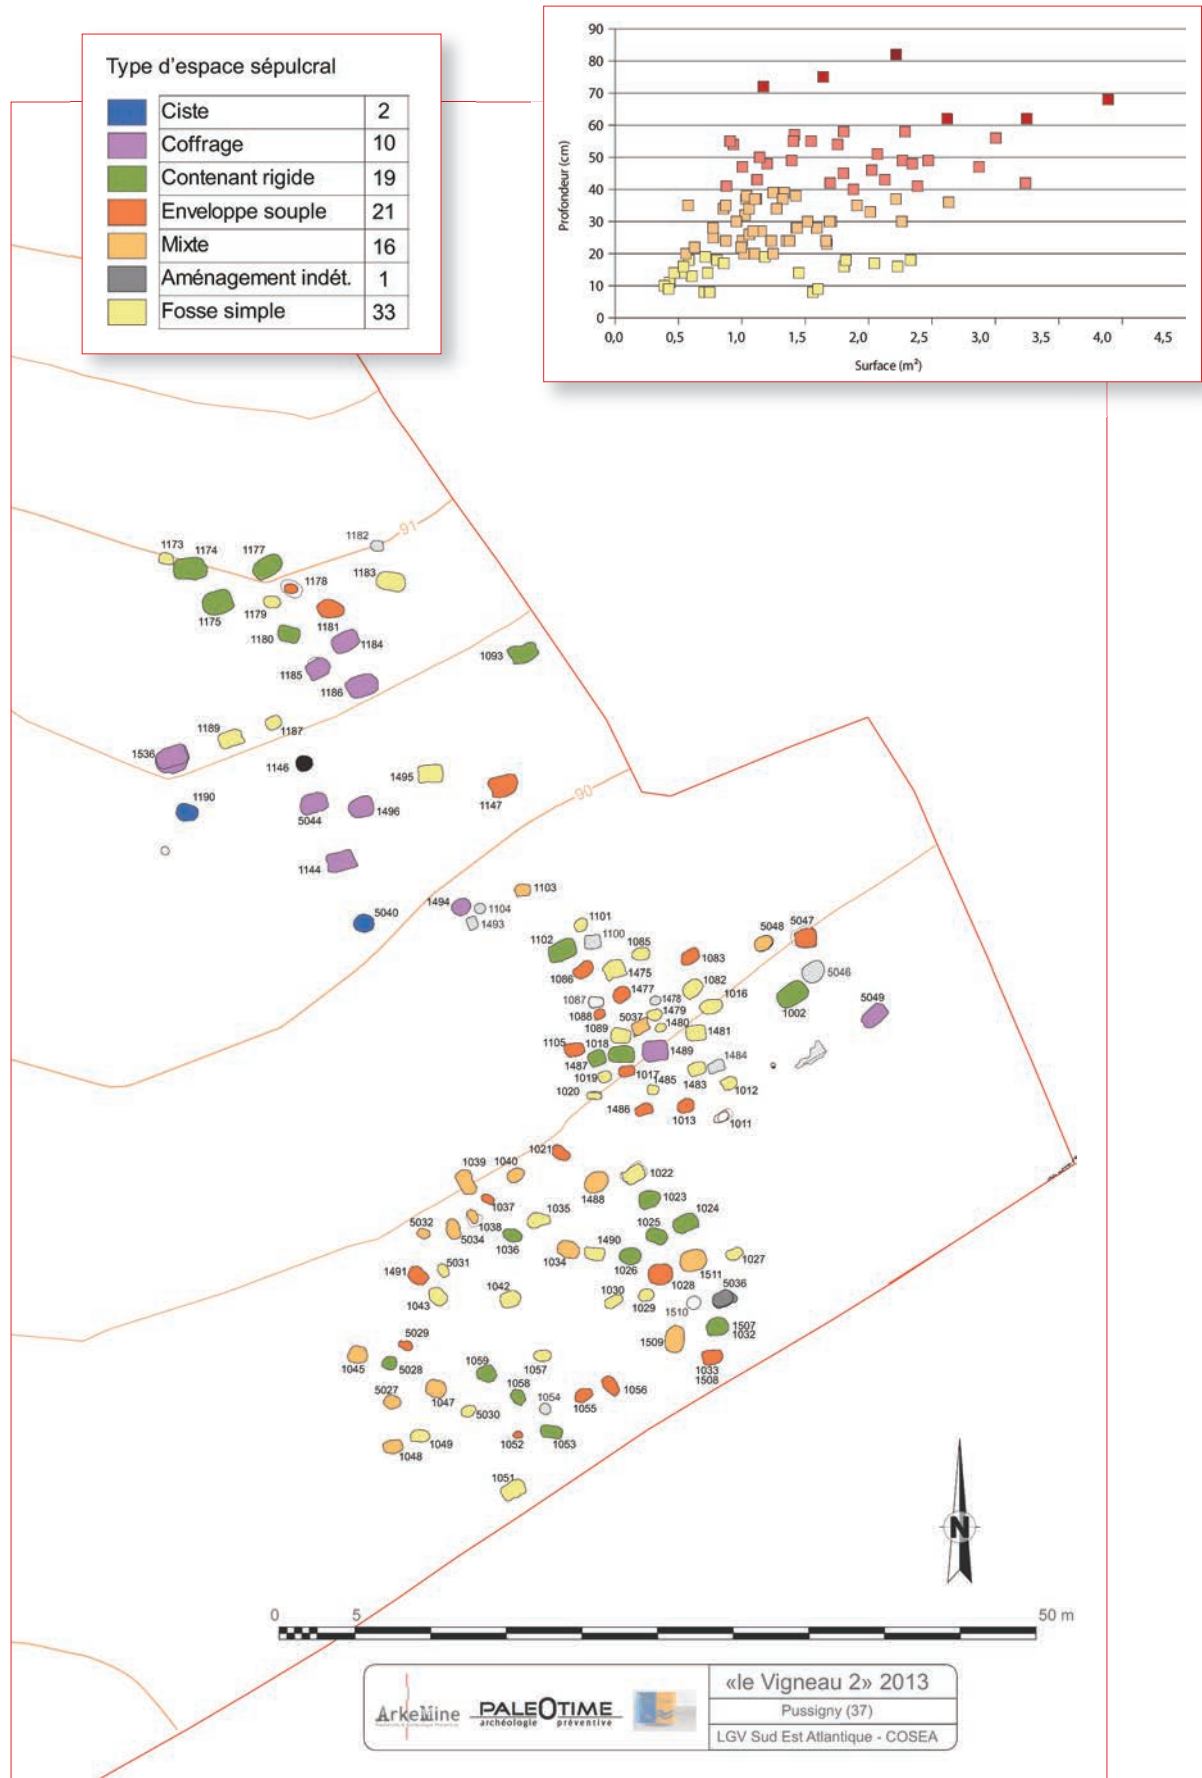 Type d'espace sépulcral
Ciste 2
Coffrage 10
Contenant rigide 19
Enveloppe souple 21
Mixte 16
Aménagement indét. 1
Fosse simple 33
Profondeur (cm)
90
80
70
60
50
40
30
20
10
0
0,0 0,5 1,0 1,5 2,0 2,5 3,0 3,5 4,0 4,5
Surface (m²)
91
1182
1173 1174 1177
1178 1183
1175 1179 1181
1180 1184
1185
1186
1093
1189 1187
1536
1146
1495
1147
90
1190
5044 1496
1144
1103
5040 1494 1104
1493
1101
1100
1102 1085
5048 5047
1086 1475 1083
1082 5046
1477 1016
1087 1478
1088 1479
5037 1480 1002 5049
1089 1481
1105 1018
1489
1487 1484
1017
1019 1485 1483 1012
1020
1486 1013 1011
1021
1039 1040
1022
1037 1488 1023
1024
1035
5032 1038 1025
5034 1036
1490
5031 1034 1026 1027
1491 1511
1042 1028 5036
1043 1030 1029
1510
1507
1032
1509
5029
1045 5028 1059 1057 1033
1508
1058
5027 1047 1054 1056
1055
5030
1049 1052 1053
1048
1051
N
0 5 50 m
ArkeMine
PALEOTIME
archéologie préventive
«le Vigneau 2» 2013
Pussigny (37)
LGV Sud Est Atlantique - COSEA